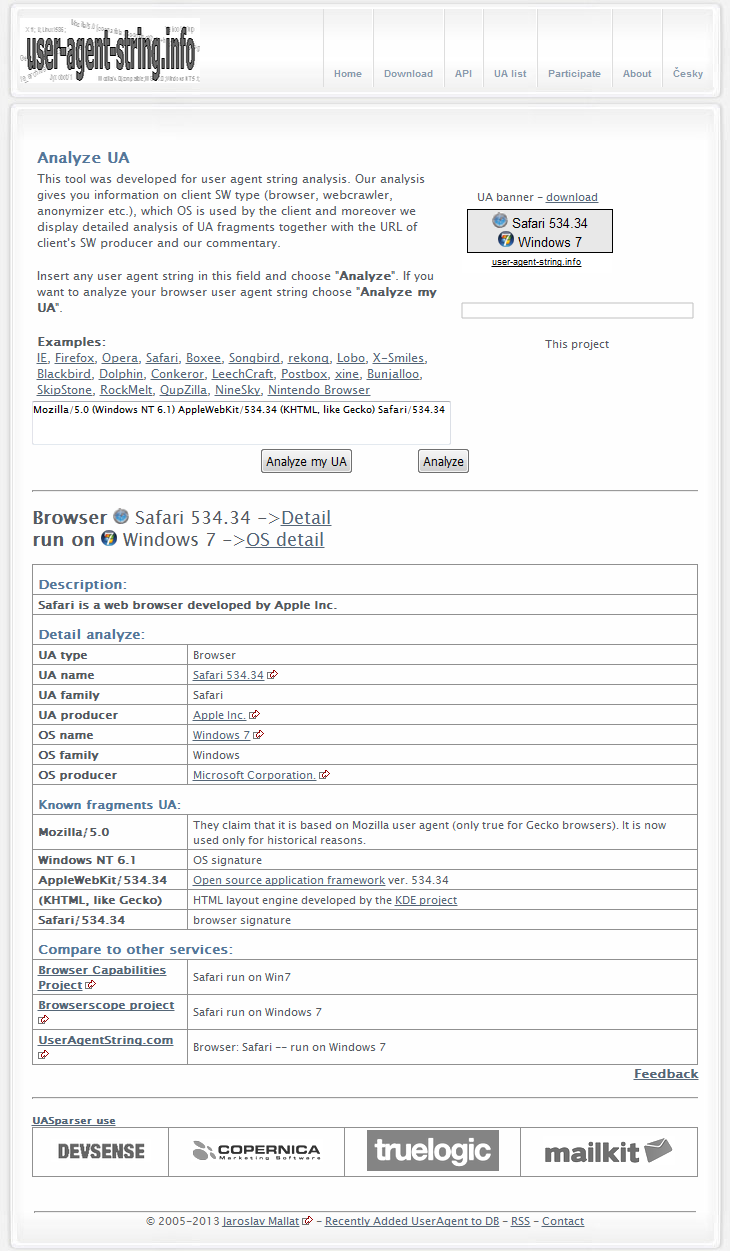 user-agent-string.info
Home Download API UA list Participate About Česky
Analyze UA
This tool was developed for user agent string analysis. Our analysis
gives you information on client SW type (browser, webcrawler,
anonymizer etc.), which OS is used by the client and moreover we
display detailed analysis of UA fragments together with the URL of
client's SW producer and our commentary.
Insert any user agent string in this field and choose "Analyze". If you
want to analyze your browser user agent string choose "Analyze my
UA".
Examples:
IE, Firefox, Opera, Safari, Boxee, Songbird, rekonq, Lobo, X-Smiles,
Blackbird, Dolphin, Conkeror, LeechCraft, Postbox, xine, Bunjalloo,
SkipStone, RockMelt, QupZilla, NineSky, Nintendo Browser
Mozilla/5.0 (Windows NT 6.1) AppleWebKit/534.34 (KHTML, like Gecko) Safari/534.34
Analyze my UA Analyze
UA banner - download
Safari 534.34
Windows 7
user-agent-string.info
This project
Browser Safari 534.34 ->Detail
run on Windows 7 ->OS detail
Description:
Safari is a web browser developed by Apple Inc.
Detail analyze:
UA type Browser
UA name Safari 534.34
UA family Safari
UA producer Apple Inc.
OS name Windows 7
OS family Windows
OS producer Microsoft Corporation.
Known fragments UA:
Mozilla/5.0 They claim that it is based on Mozilla user agent (only true for Gecko browsers). It is now
used only for historical reasons.
Windows NT 6.1 OS signature
AppleWebKit/534.34 Open source application framework ver. 534.34
(KHTML, like Gecko) HTML layout engine developed by the KDE project
Safari/534.34 browser signature
Compare to other services:
Browser Capabilities
Project Safari run on Win7
Browserscope project Safari run on Windows 7
UserAgentString.com Browser: Safari -- run on Windows 7
Feedback
UASparser use
DEVSENSE COPERNICA truelogic mailkit
Marketing Software
© 2005-2013 Jaroslav Mallat - Recently Added UserAgent to DB - RSS - Contact